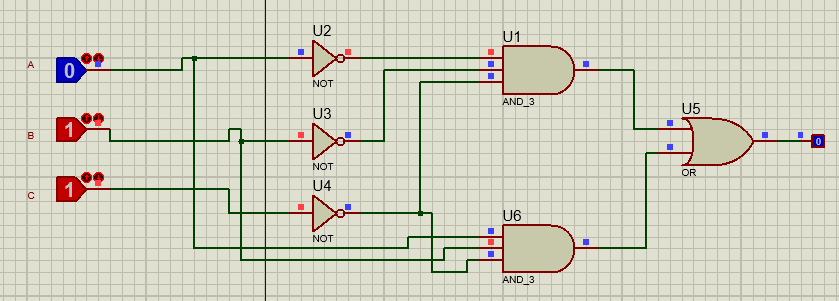 U2
U1
A
0
NOT
AND_3
U3
U5
B
1
0
NOT
OR
U4
C
1
U6
NOT
AND_3